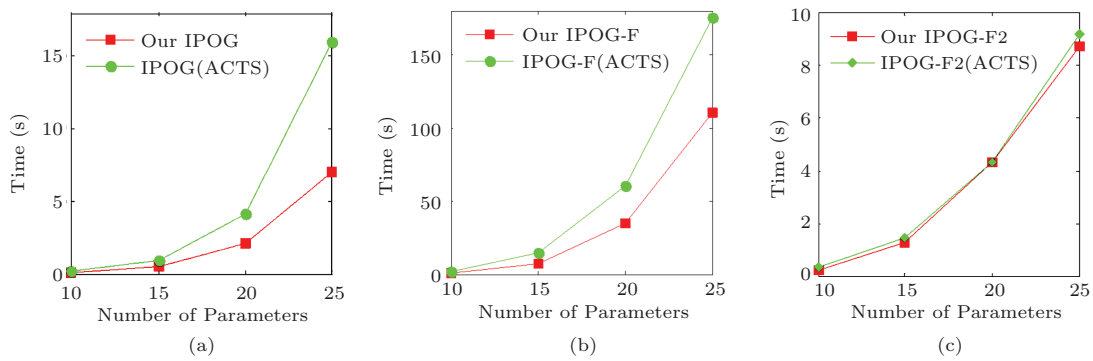 15
10
5
0
10
15
20
25
Time (s)
Number of Parameters
Our IPOG
IPOG(ACTS)
(a)
150
100
50
0
10
15
20
25
Time (s)
Number of Parameters
Our IPOG-F
IPOG-F(ACTS)
(b)
10
8
6
4
2
0
10
15
20
25
Time (s)
Number of Parameters
Our IPOG-F2
IPOG-F2(ACTS)
(c)